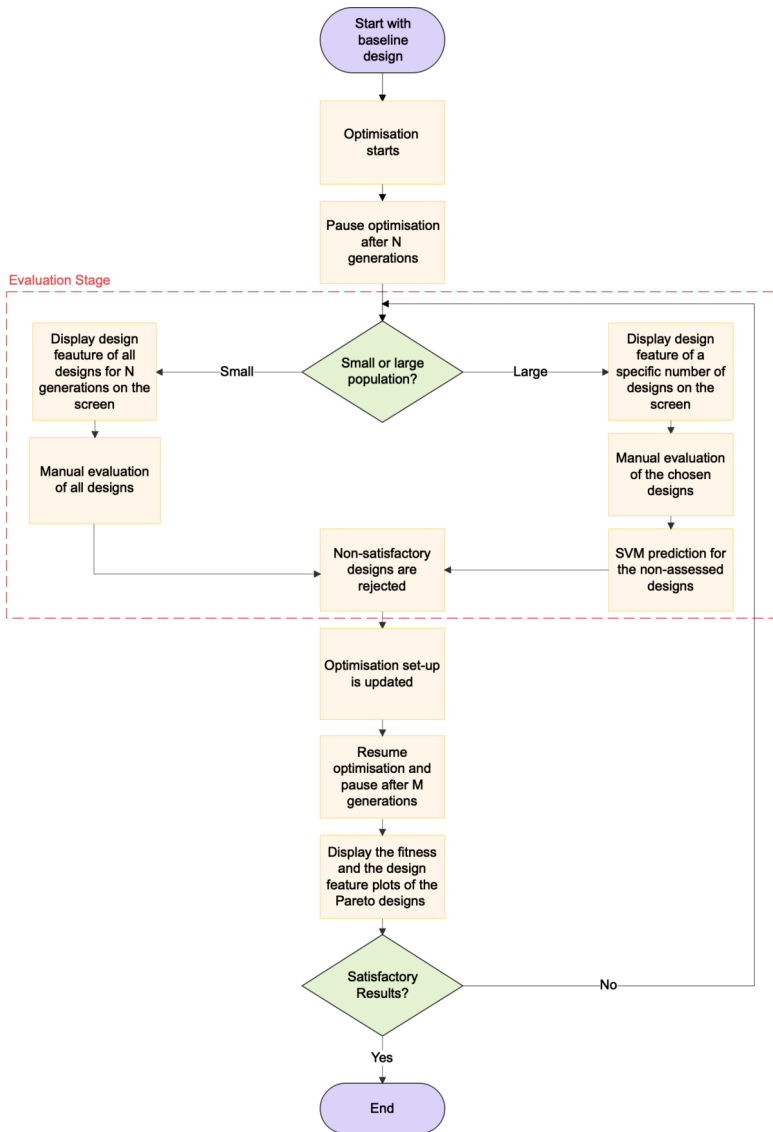 Start with
baseline
design
Optimisation
starts
Pause optimisation
after N
generations
Evaluation Stage
Display design
feauture of all
designs for N
generations on the
screen
Small
Small or large
population?
Large
Display design
feature of a
specific number of
designs on the
screen
Manual evaluation
of all designs
Manual evaluation
of the chosen
designs
Non-satisfactory
designs are
rejected
SVM prediction for
the non-assessed
designs
Optimisation set-up
is updated
Resume
optimisation and
pause after M
generations
Display the fitness
and the design
feature plots of the
Pareto designs
Satisfactory
Results?
No
Yes
End